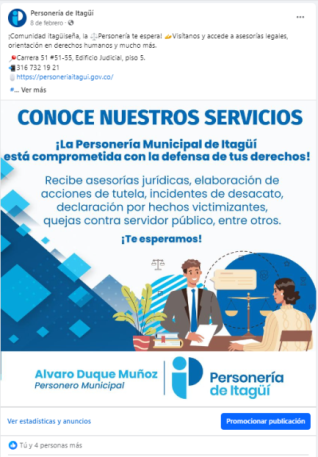 Personería de Itagüí
8 de febrero
¡Comunidad Itagüiseña, la Personería te espera! Visítanos y accede a asesorías legales,
orientación en derechos humanos y mucho más.
Carrera 51 #51-55, Edificio Judicial, piso 5.
316 732 19 21
https://personeriaitagui.gov.co/
#... Ver más
CONOCE NUESTROS SERVICIOS
¡La Personería Municipal de Itagüí
está comprometida con la defensa de tus derechos!
Recibe asesorías jurídicas, elaboración de
acciones de tutela, incidentes de desacato,
declaración por hechos victimizantes,
quejas contra servidor público, entre otros.
¡Te esperamos!
Alvaro Duque Muñoz
Personero Municipal
Personería
de Itagüí
Ver estadísticas y anuncios
Promocionar publicación
Tú y 4 personas más